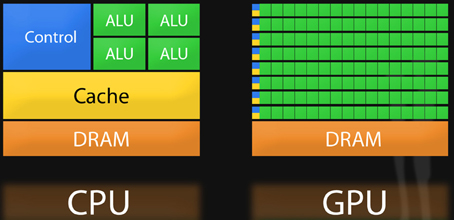 Control
ALU ALU
ALU ALU
Cache
DRAM
CPU
DRAM
GPU